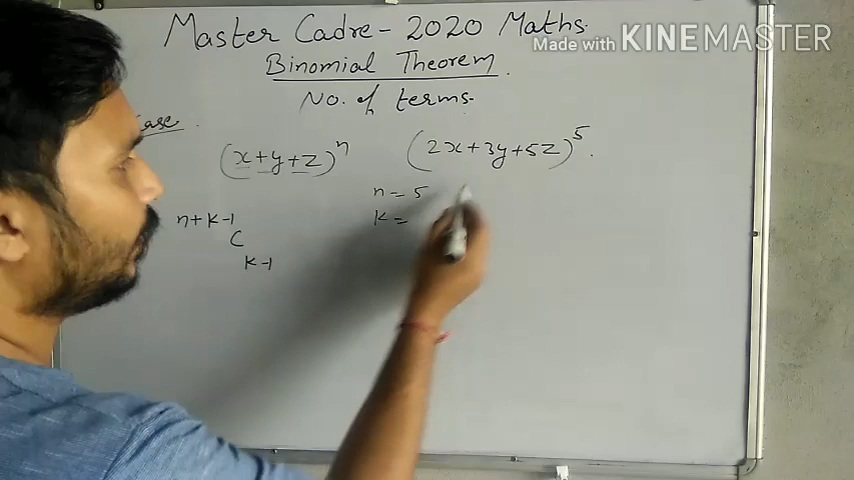 Master Cadre - 2020 Maths
Made with KINEMASTER
Binomial Theorem
No. of terms.
(x + y + z)^n (2x + 3y + 5z)^5.
n = 5
n+k-1 k =
C
k-1